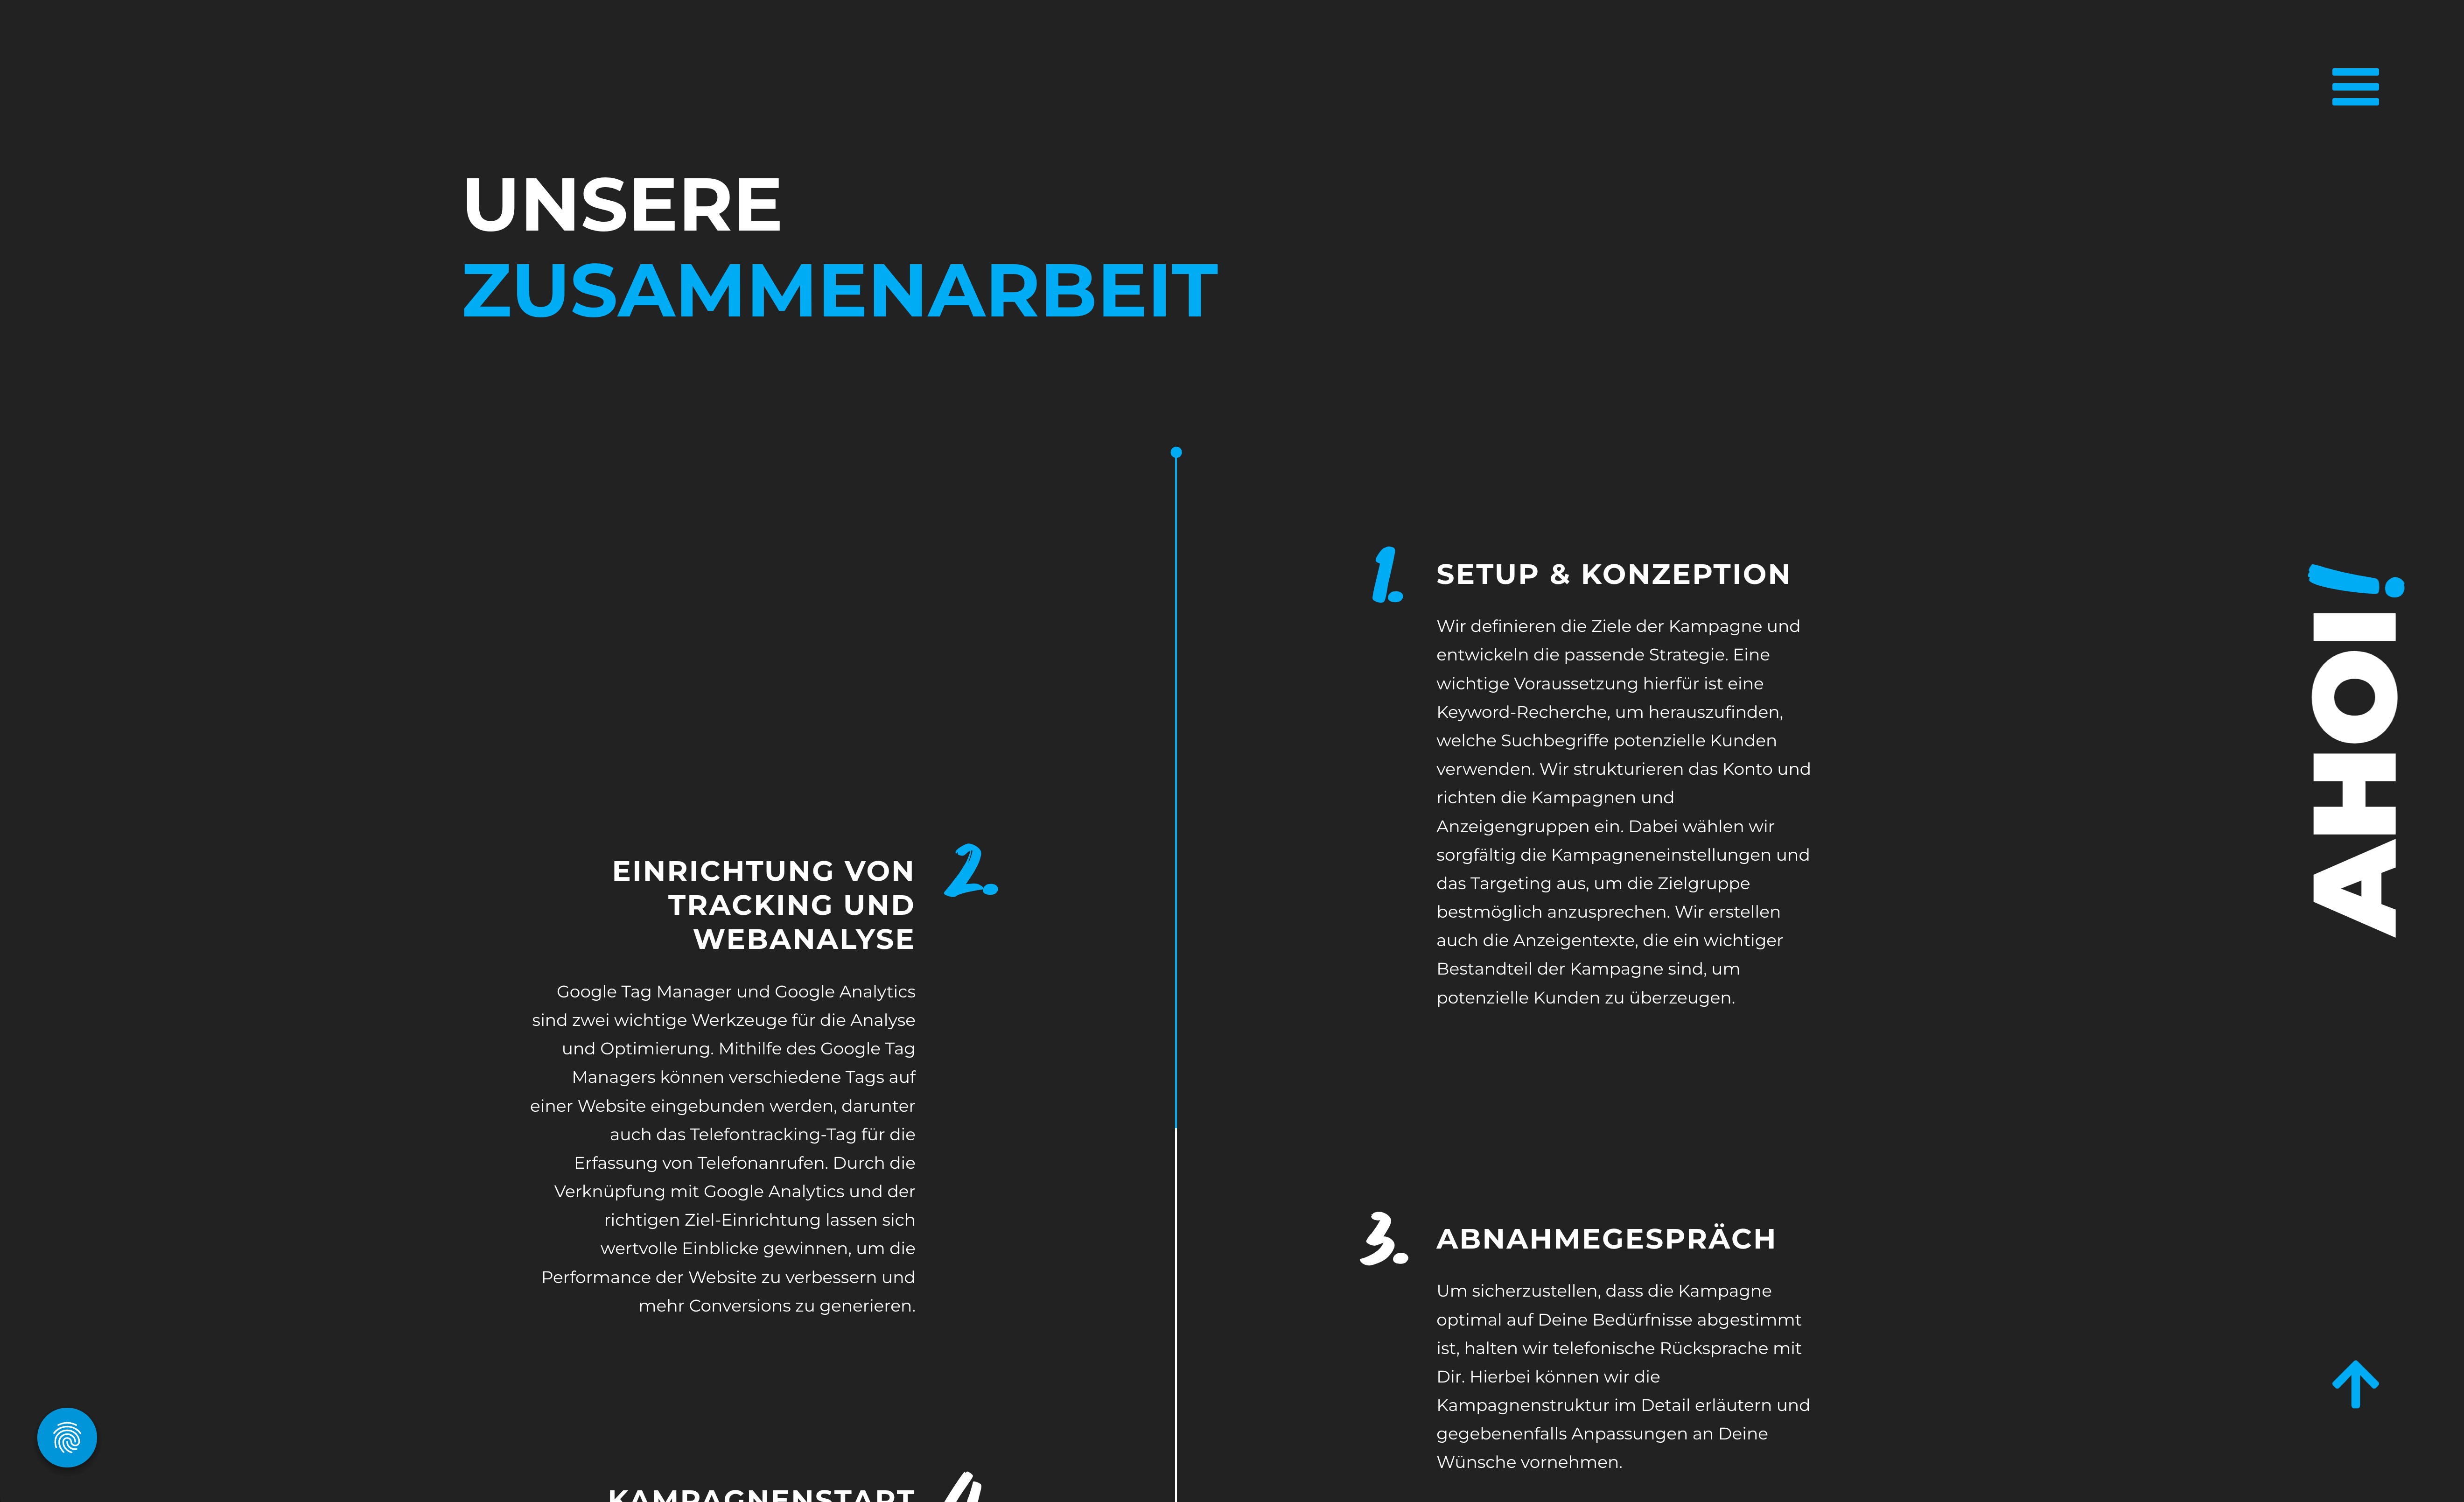 UNSERE
ZUSAMMENARBEIT
1.
SETUP & KONZEPTION
Wir definieren die Ziele der Kampagne und
entwickeln die passende Strategie. Eine
wichtige Voraussetzung hierfür ist eine
Keyword-Recherche, um herauszufinden,
welche Suchbegriffe potenzielle Kunden
verwenden. Wir strukturieren das Konto und
richten die Kampagnen und
Anzeigengruppen ein. Dabei wählen wir
sorgfältig die Kampagneneinstellungen und
das Targeting aus, um die Zielgruppe
bestmöglich anzusprechen. Wir erstellen
auch die Anzeigentexte, die ein wichtiger
Bestandteil der Kampagne sind, um
potenzielle Kunden zu überzeugen.
2.
EINRICHTUNG VON
TRACKING UND
WEBANALYSE
Google Tag Manager und Google Analytics
sind zwei wichtige Werkzeuge für die Analyse
und Optimierung. Mithilfe des Google Tag
Managers können verschiedene Tags auf
einer Website eingebunden werden, darunter
auch das Telefontracking-Tag für die
Erfassung von Telefonanrufen. Durch die
Verknüpfung mit Google Analytics und der
richtigen Ziel-Einrichtung lassen sich
wertvolle Einblicke gewinnen, um die
Performance der Website zu verbessern und
mehr Conversions zu generieren.
3.
ABNAHMEGESPRÄCH
Um sicherzustellen, dass die Kampagne
optimal auf Deine Bedürfnisse abgestimmt
ist, halten wir telefonische Rücksprache mit
Dir. Hierbei können wir die
Kampagnenstruktur im Detail erläutern und
gegebenenfalls Anpassungen an Deine
Wünsche vornehmen.
4
KAMPAGNENSTART
AHOI!